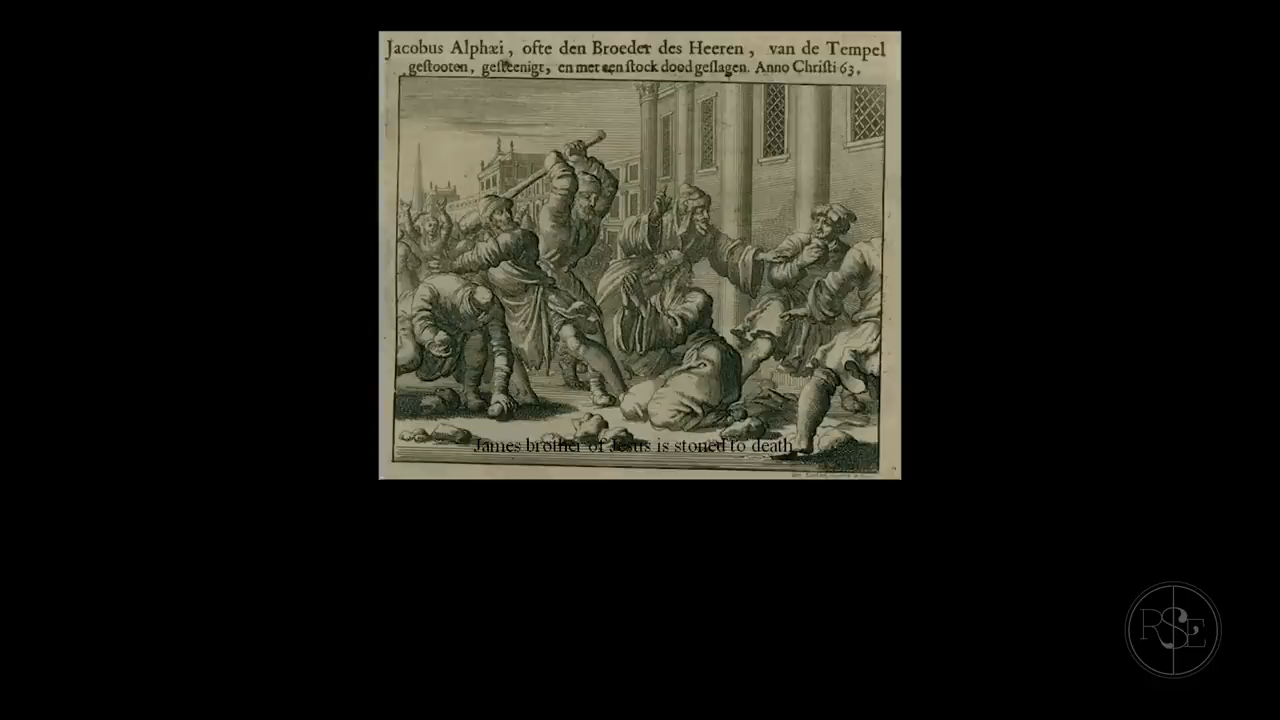 Jacobus Alphæi, ofte den Broeder des Heeren, van de Tempel
gestooten, gesteenigt, en met een stock dood geslagen. Anno Christi 63.
James brother of Jesus is stoned to death
RSE